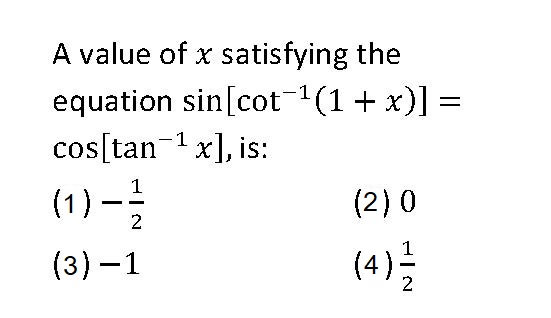 A value of x satisfying the
equation sin[cot⁻¹(1 + x)] =
cos[tan⁻¹ x], is:
(1) −1/2 (2) 0
(3) −1 (4) 1/2